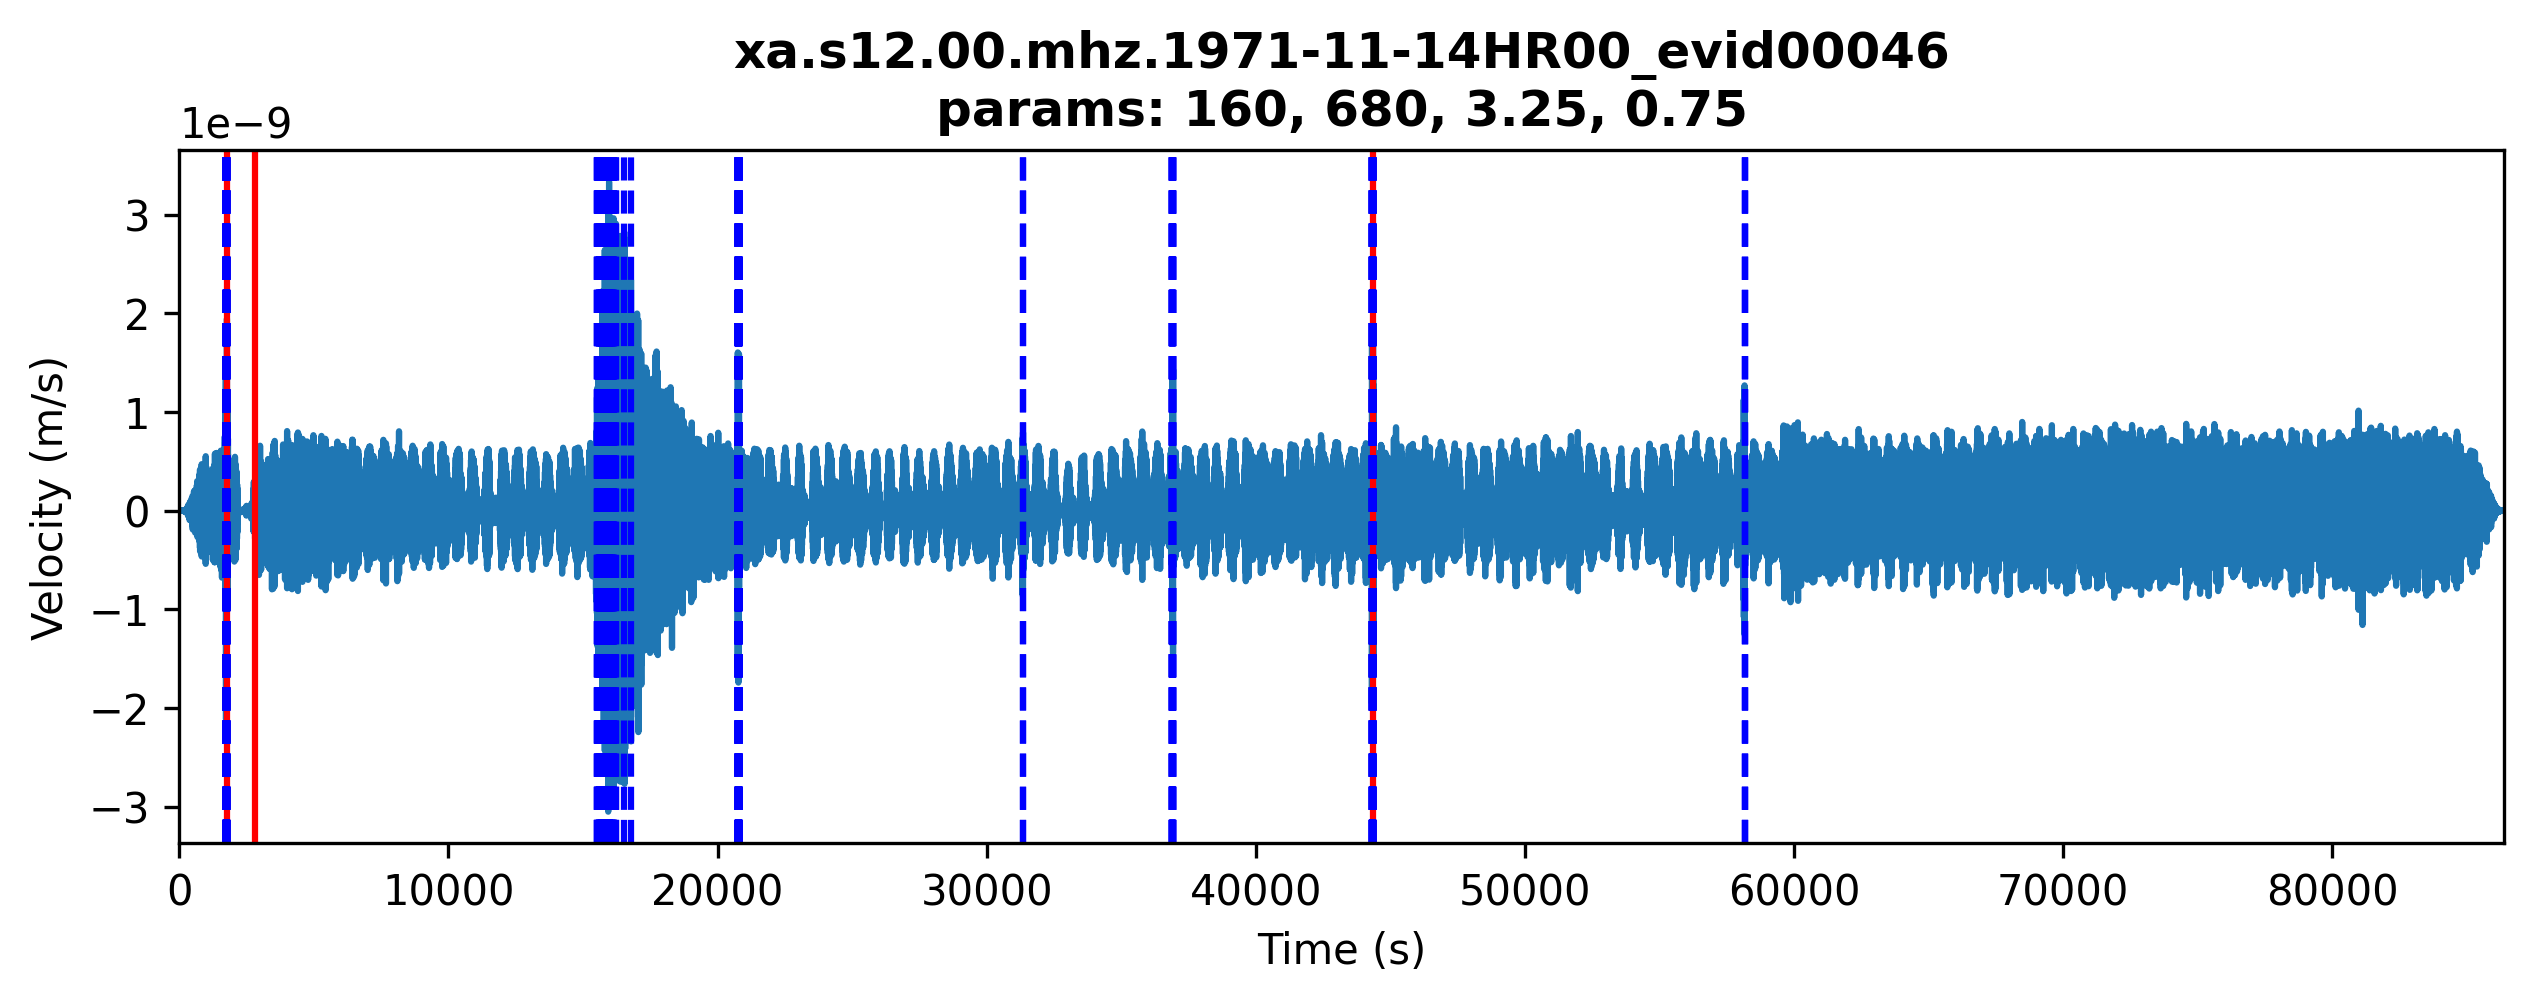 xa.s12.00.mhz.1971-11-14HR00_evid00046
params: 160, 680, 3.25, 0.75
1e−9
3
2
1
0
−1
−2
−3
Velocity (m/s)
0 10000 20000 30000 40000 50000 60000 70000 80000
Time (s)